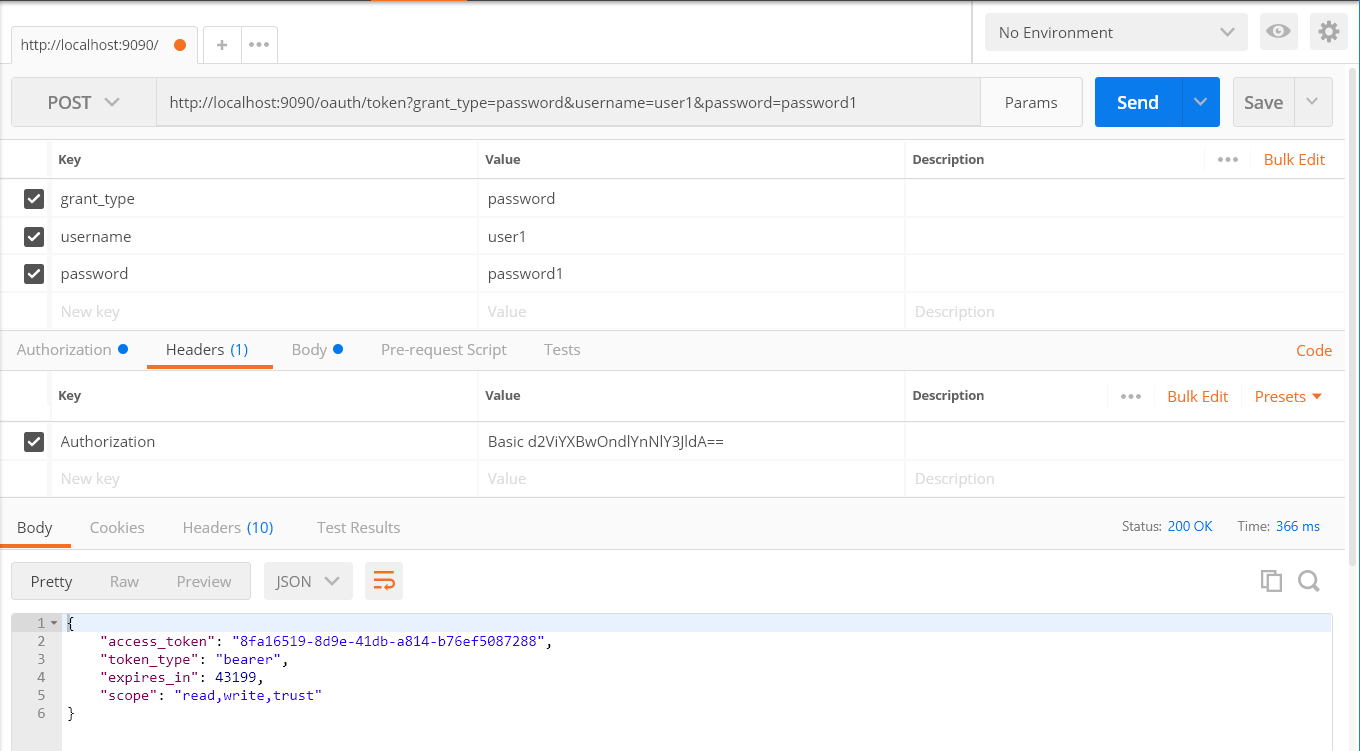 http://localhost:9090/ + ••• No Environment
POST http://localhost:9090/oauth/token?grant_type=password&username=user1&password=password1 Params Send Save
Key Value Description ••• Bulk Edit
grant_type password
username user1
password password1
New key Value Description
Authorization Headers (1) Body Pre-request Script Tests Code
Key Value Description ••• Bulk Edit Presets
Authorization Basic d2ViYXBwOndlYnNlY3JldA==
New key Value Description
Body Cookies Headers (10) Test Results Status: 200 OK Time: 366 ms
Pretty Raw Preview JSON
1 {
2 "access_token": "8fa16519-8d9e-41db-a814-b76ef5087288",
3 "token_type": "bearer",
4 "expires_in": 43199,
5 "scope": "read,write,trust"
6 }